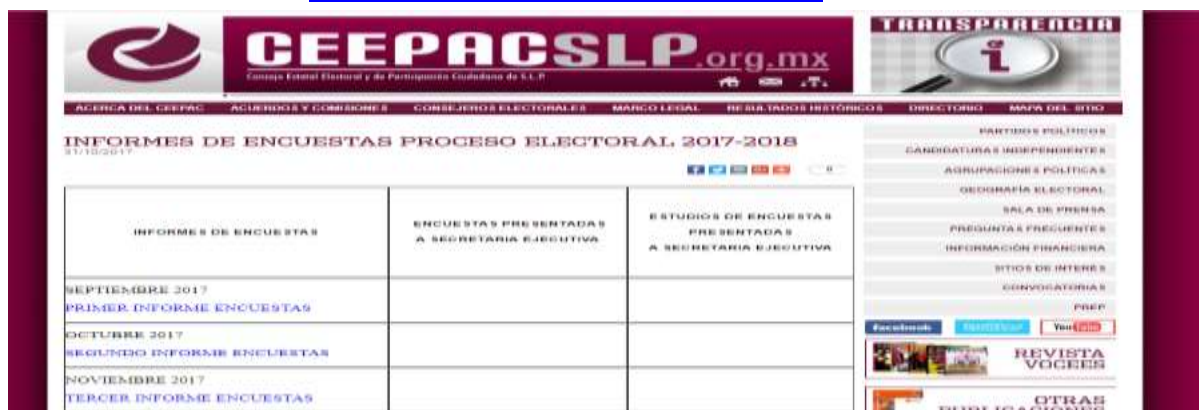 TRANSPARENCIA
CEEPACSLP.org.mx
Consejo Estatal Electoral y de Participación Ciudadana de S.L.P.
ACERCA DEL CEEPAC ACUERDOS Y COMISIONES CONSEJEROS ELECTORALES MARCO LEGAL RESULTADOS HISTÓRICOS DIRECTORIO MAPA DEL SITIO
INFORMES DE ENCUESTAS PROCESO ELECTORAL 2017-2018
31/10/2017
0
INFORMES DE ENCUESTAS
ENCUESTAS PRESENTADAS
A SECRETARIA EJECUTIVA
ESTUDIOS DE ENCUESTAS
PRESENTADAS
A SECRETARIA EJECUTIVA
SEPTIEMBRE 2017
PRIMER INFORME ENCUESTAS
OCTUBRE 2017
SEGUNDO INFORME ENCUESTAS
NOVIEMBRE 2017
TERCER INFORME ENCUESTAS
PARTIDOS POLÍTICOS
CANDIDATURAS INDEPENDIENTES
AGRUPACIONES POLÍTICAS
GEOGRAFÍA ELECTORAL
SALA DE PRENSA
PREGUNTAS FRECUENTES
INFORMACIÓN FINANCIERA
SITIOS DE INTERÉS
CONVOCATORIAS
PREP
facebook YouTube
REVISTA
VOCEES
OTRAS
PUBLICACIONES